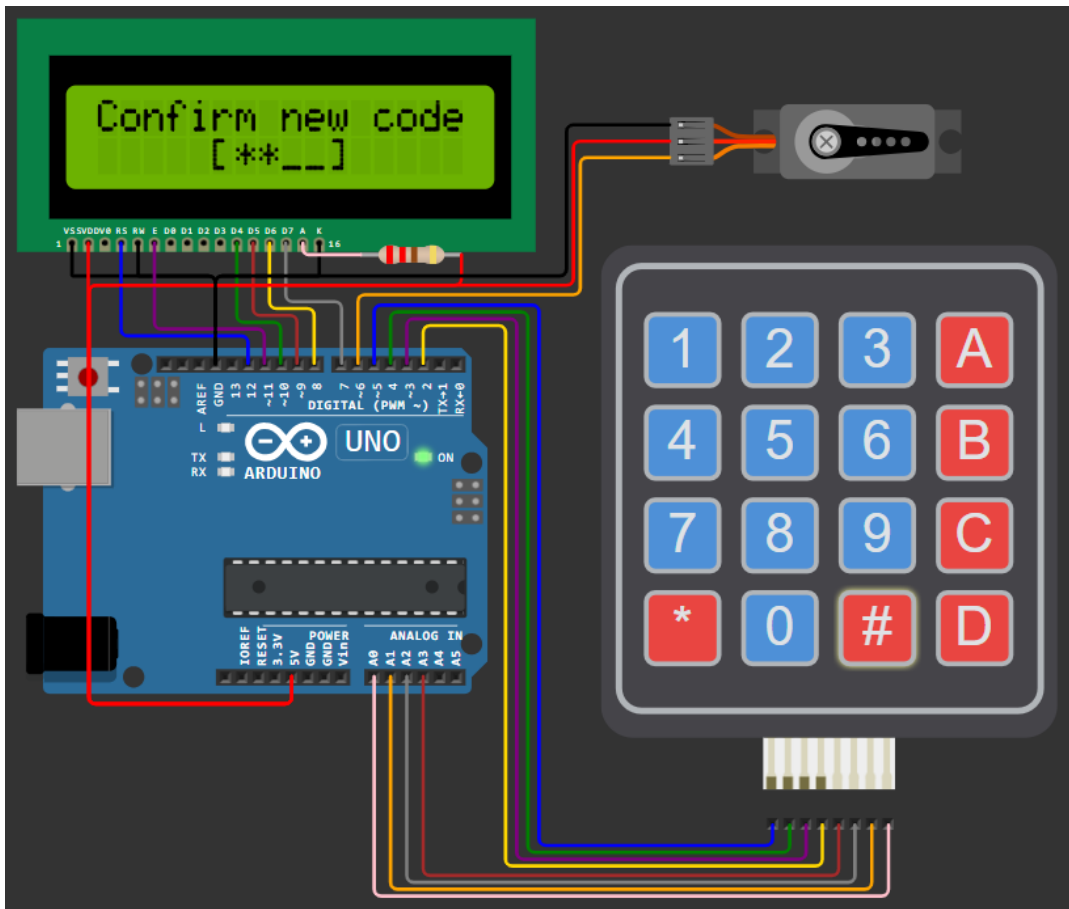 Confirm new code
[**__]
VSS VDD V0 RS RW E D0 D1 D2 D3 D4 D5 D6 D7 A K
1 16
1 2 3 A
4 5 6 B
7 8 9 C
* 0 # D
AREF GND 13 12 ~11 ~10 ~9 8 7 ~6 ~5 4 ~3 2 TX→1 RX←0
DIGITAL (PWM ~)
L
TX
RX
UNO
ON
ARDUINO
POWER
ANALOG IN
IOREF RESET 3.3V 5V GND GND Vin A0 A1 A2 A3 A4 A5